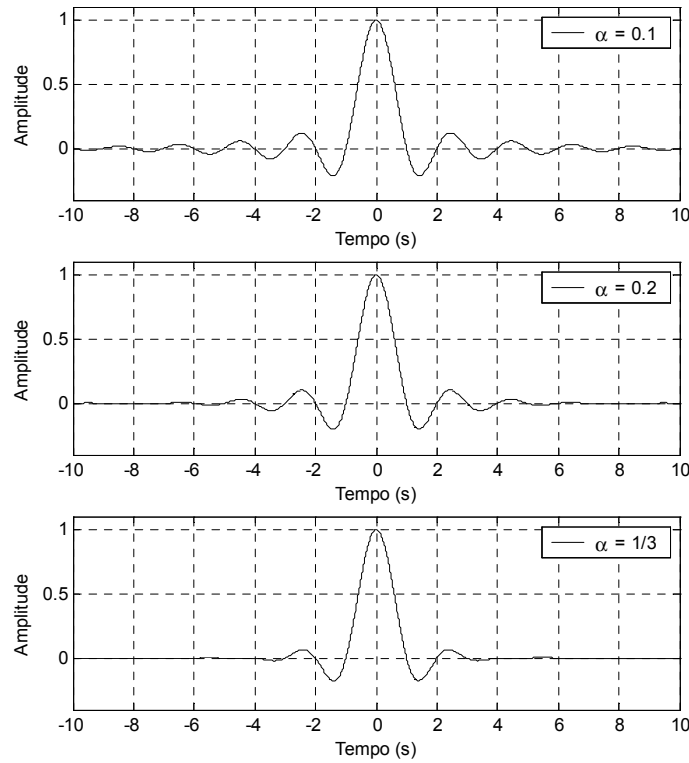 1
α = 0.1
0.5
0
Amplitude
-10 -8 -6 -4 -2 0 2 4 6 8 10
Tempo (s)
1
α = 0.2
0.5
0
Amplitude
-10 -8 -6 -4 -2 0 2 4 6 8 10
Tempo (s)
1
α = 1/3
0.5
0
Amplitude
-10 -8 -6 -4 -2 0 2 4 6 8 10
Tempo (s)